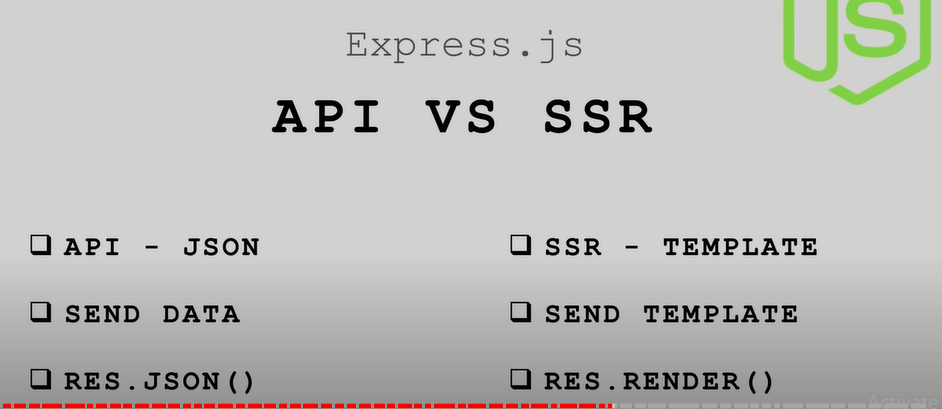 JS
Express.js
API VS SSR
❑ API - JSON
❑ SEND DATA
❑ RES.JSON()
❑ SSR - TEMPLATE
❑ SEND TEMPLATE
❑ RES.RENDER()
Activate